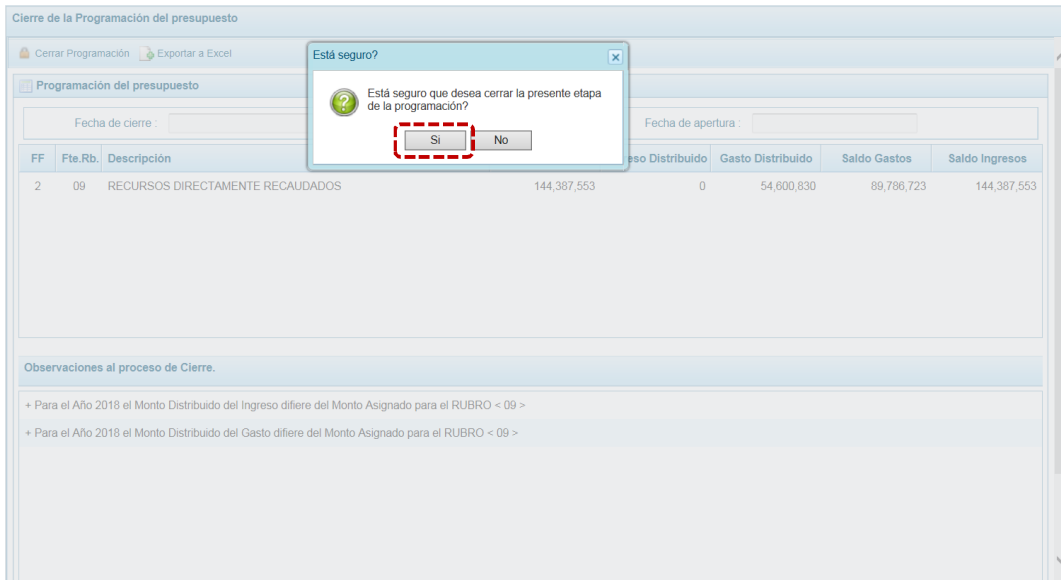 Cierre de la Programación del presupuesto
Cerrar Programación Exportar a Excel
Está seguro?
Programación del presupuesto
Está seguro que desea cerrar la presente etapa
de la programación?
Si No
Fecha de cierre : Fecha de apertura :
FF Fte.Rb. Descripción eso Distribuido Gasto Distribuido Saldo Gastos Saldo Ingresos
2 09 RECURSOS DIRECTAMENTE RECAUDADOS 144,387,553 0 54,600,830 89,786,723 144,387,553
Observaciones al proceso de Cierre.
+ Para el Año 2018 el Monto Distribuido del Ingreso difiere del Monto Asignado para el RUBRO < 09 >
+ Para el Año 2018 el Monto Distribuido del Gasto difiere del Monto Asignado para el RUBRO < 09 >